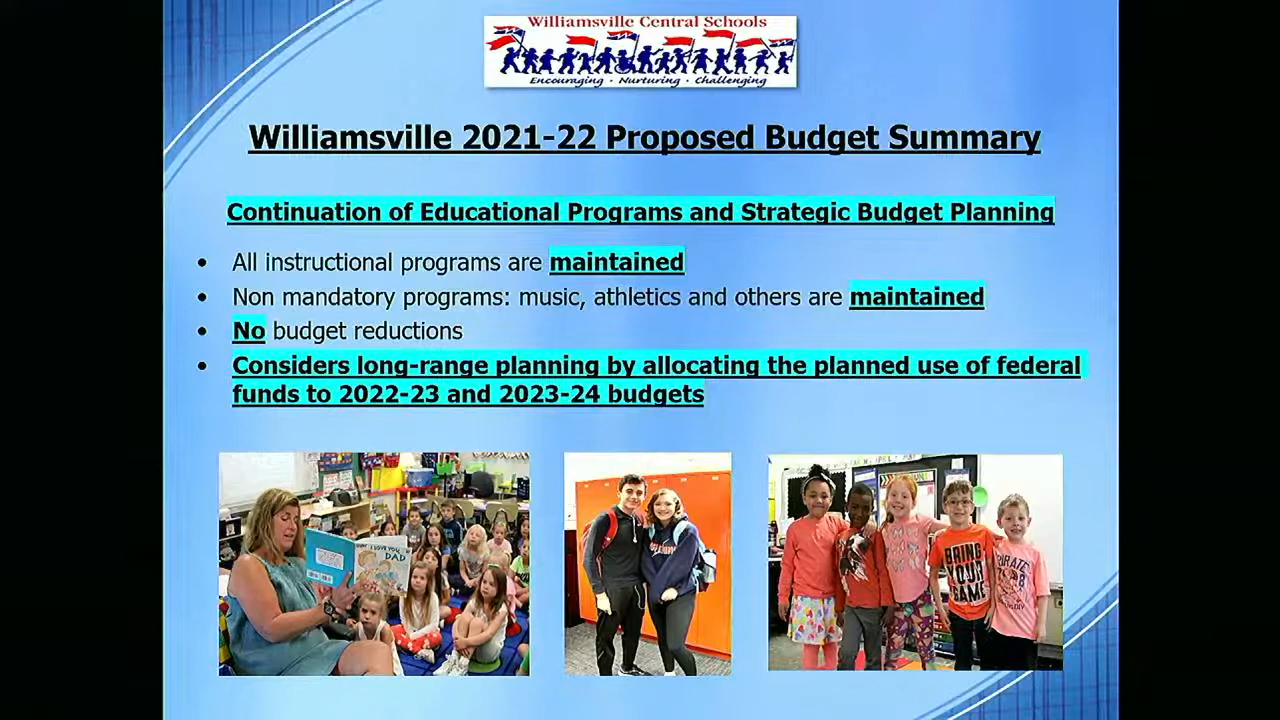 Williamsville Central Schools
Encouraging · Nurturing · Challenging
Williamsville 2021-22 Proposed Budget Summary
Continuation of Educational Programs and Strategic Budget Planning
• All instructional programs are maintained
• Non mandatory programs: music, athletics and others are maintained
• No budget reductions
• Considers long-range planning by allocating the planned use of federal
funds to 2022-23 and 2023-24 budgets
I LOVE YOU
DAD
BRING
YOUR
GAME